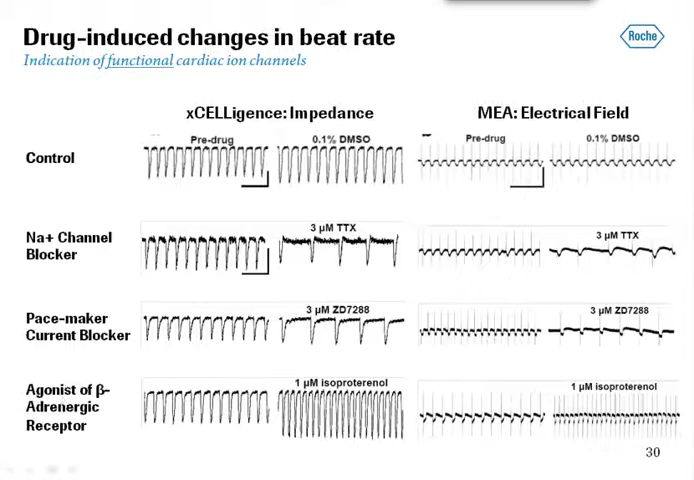 Drug-induced changes in beat rate
Indication of functional cardiac ion channels
Roche
xCELLigence: Impedance
MEA: Electrical Field
Control
Pre-drug
0.1% DMSO
Pre-drug
0.1% DMSO
Na+ Channel
Blocker
3 µM TTX
3 µM TTX
Pace-maker
Current Blocker
3 µM ZD7288
3 µM ZD7288
Agonist of β-
Adrenergic
Receptor
1 µM isoproterenol
1 µM isoproterenol
30